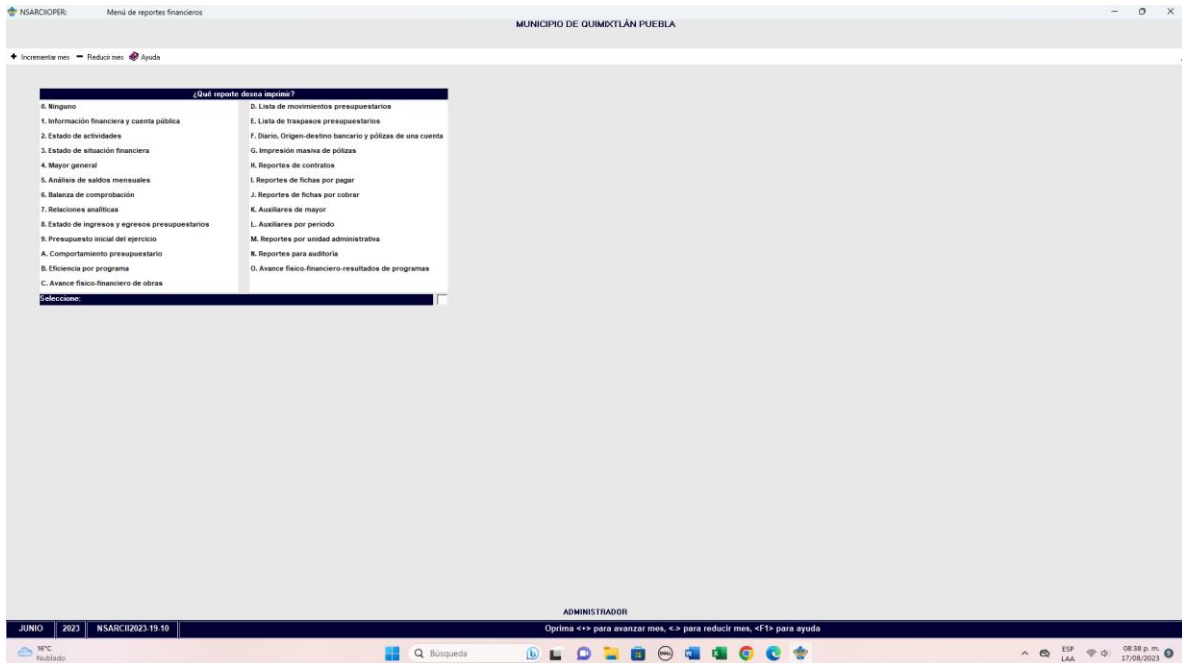 NSARCIIOPER: Menú de reportes financieros
MUNICIPIO DE QUIMIXTLÁN PUEBLA
Incrementar mes Reducir mes Ayuda
¿Qué reporte desea imprimir?
0. Ninguno
1. Información financiera y cuenta pública
2. Estado de actividades
3. Estado de situación financiera
4. Mayor general
5. Análisis de saldos mensuales
6. Balanza de comprobación
7. Relaciones analíticas
8. Estado de ingresos y egresos presupuestarios
9. Presupuesto inicial del ejercicio
A. Comportamiento presupuestario
B. Eficiencia por programa
C. Avance físico-financiero de obras
D. Lista de movimientos presupuestarios
E. Lista de traspasos presupuestarios
F. Diario, Origen-destino bancario y pólizas de una cuenta
G. Impresión masiva de pólizas
H. Reportes de contratos
I. Reportes de fichas por pagar
J. Reportes de fichas por cobrar
K. Auxiliares de mayor
L. Auxiliares por periodo
M. Reportes por unidad administrativa
N. Reportes para auditoría
O. Avance físico-financiero-resultados de programas
Seleccione:
ADMINISTRADOR
JUNIO 2023 NSARCII2023-19-10 Oprima <+> para avanzar mes, <-> para reducir mes, <F1> para ayuda
16°C
Nublado
Búsqueda
ESP
LAA
08:38 p. m.
17/08/2023